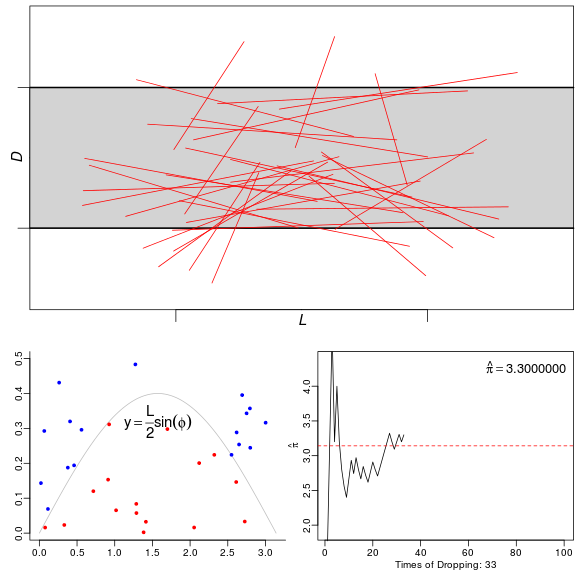 D
L
0.5
0.4
0.3
0.2
0.1
0.0
y = L/2 sin(ϕ)
0.0 0.5 1.0 1.5 2.0 2.5 3.0
π̂ = 3.3000000
4.0
3.5
3.0
2.5
2.0
π̂
0 20 40 60 80 100
Times of Dropping: 33